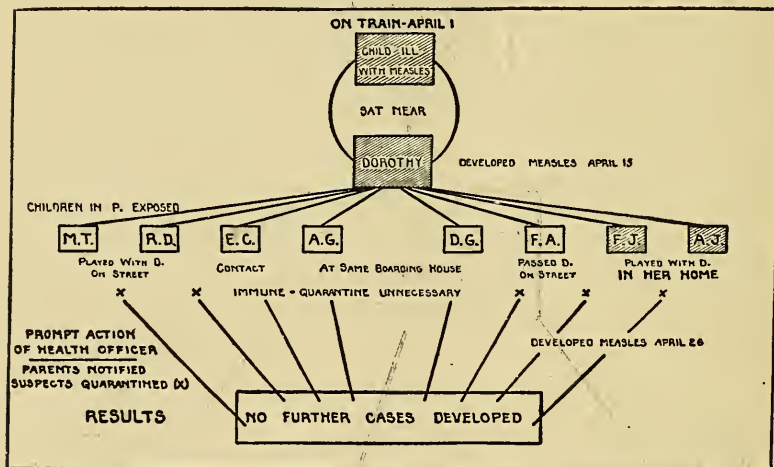 ON TRAIN-APRIL 1
CHILD-ILL
WITH MEASLES
SAT NEAR
DOROTHY
DEVELOPED MEASLES APRIL 15
CHILDREN IN P. EXPOSED
M.T. R.D. E.C. A.G. D.G. F.A. F.J. A.J.
PLAYED WITH D.
ON STREET
CONTACT
AT SAME BOARDING HOUSE
PASSED D.
ON STREET
PLAYED WITH D.
IN HER HOME
X X IMMUNE - QUARANTINE UNNECESSARY X X X
PROMPT ACTION
OF HEALTH OFFICER
PARENTS NOTIFIED
SUSPECTS QUARANTINED (X)
DEVELOPED MEASLES APRIL 26
RESULTS
NO FURTHER CASES DEVELOPED